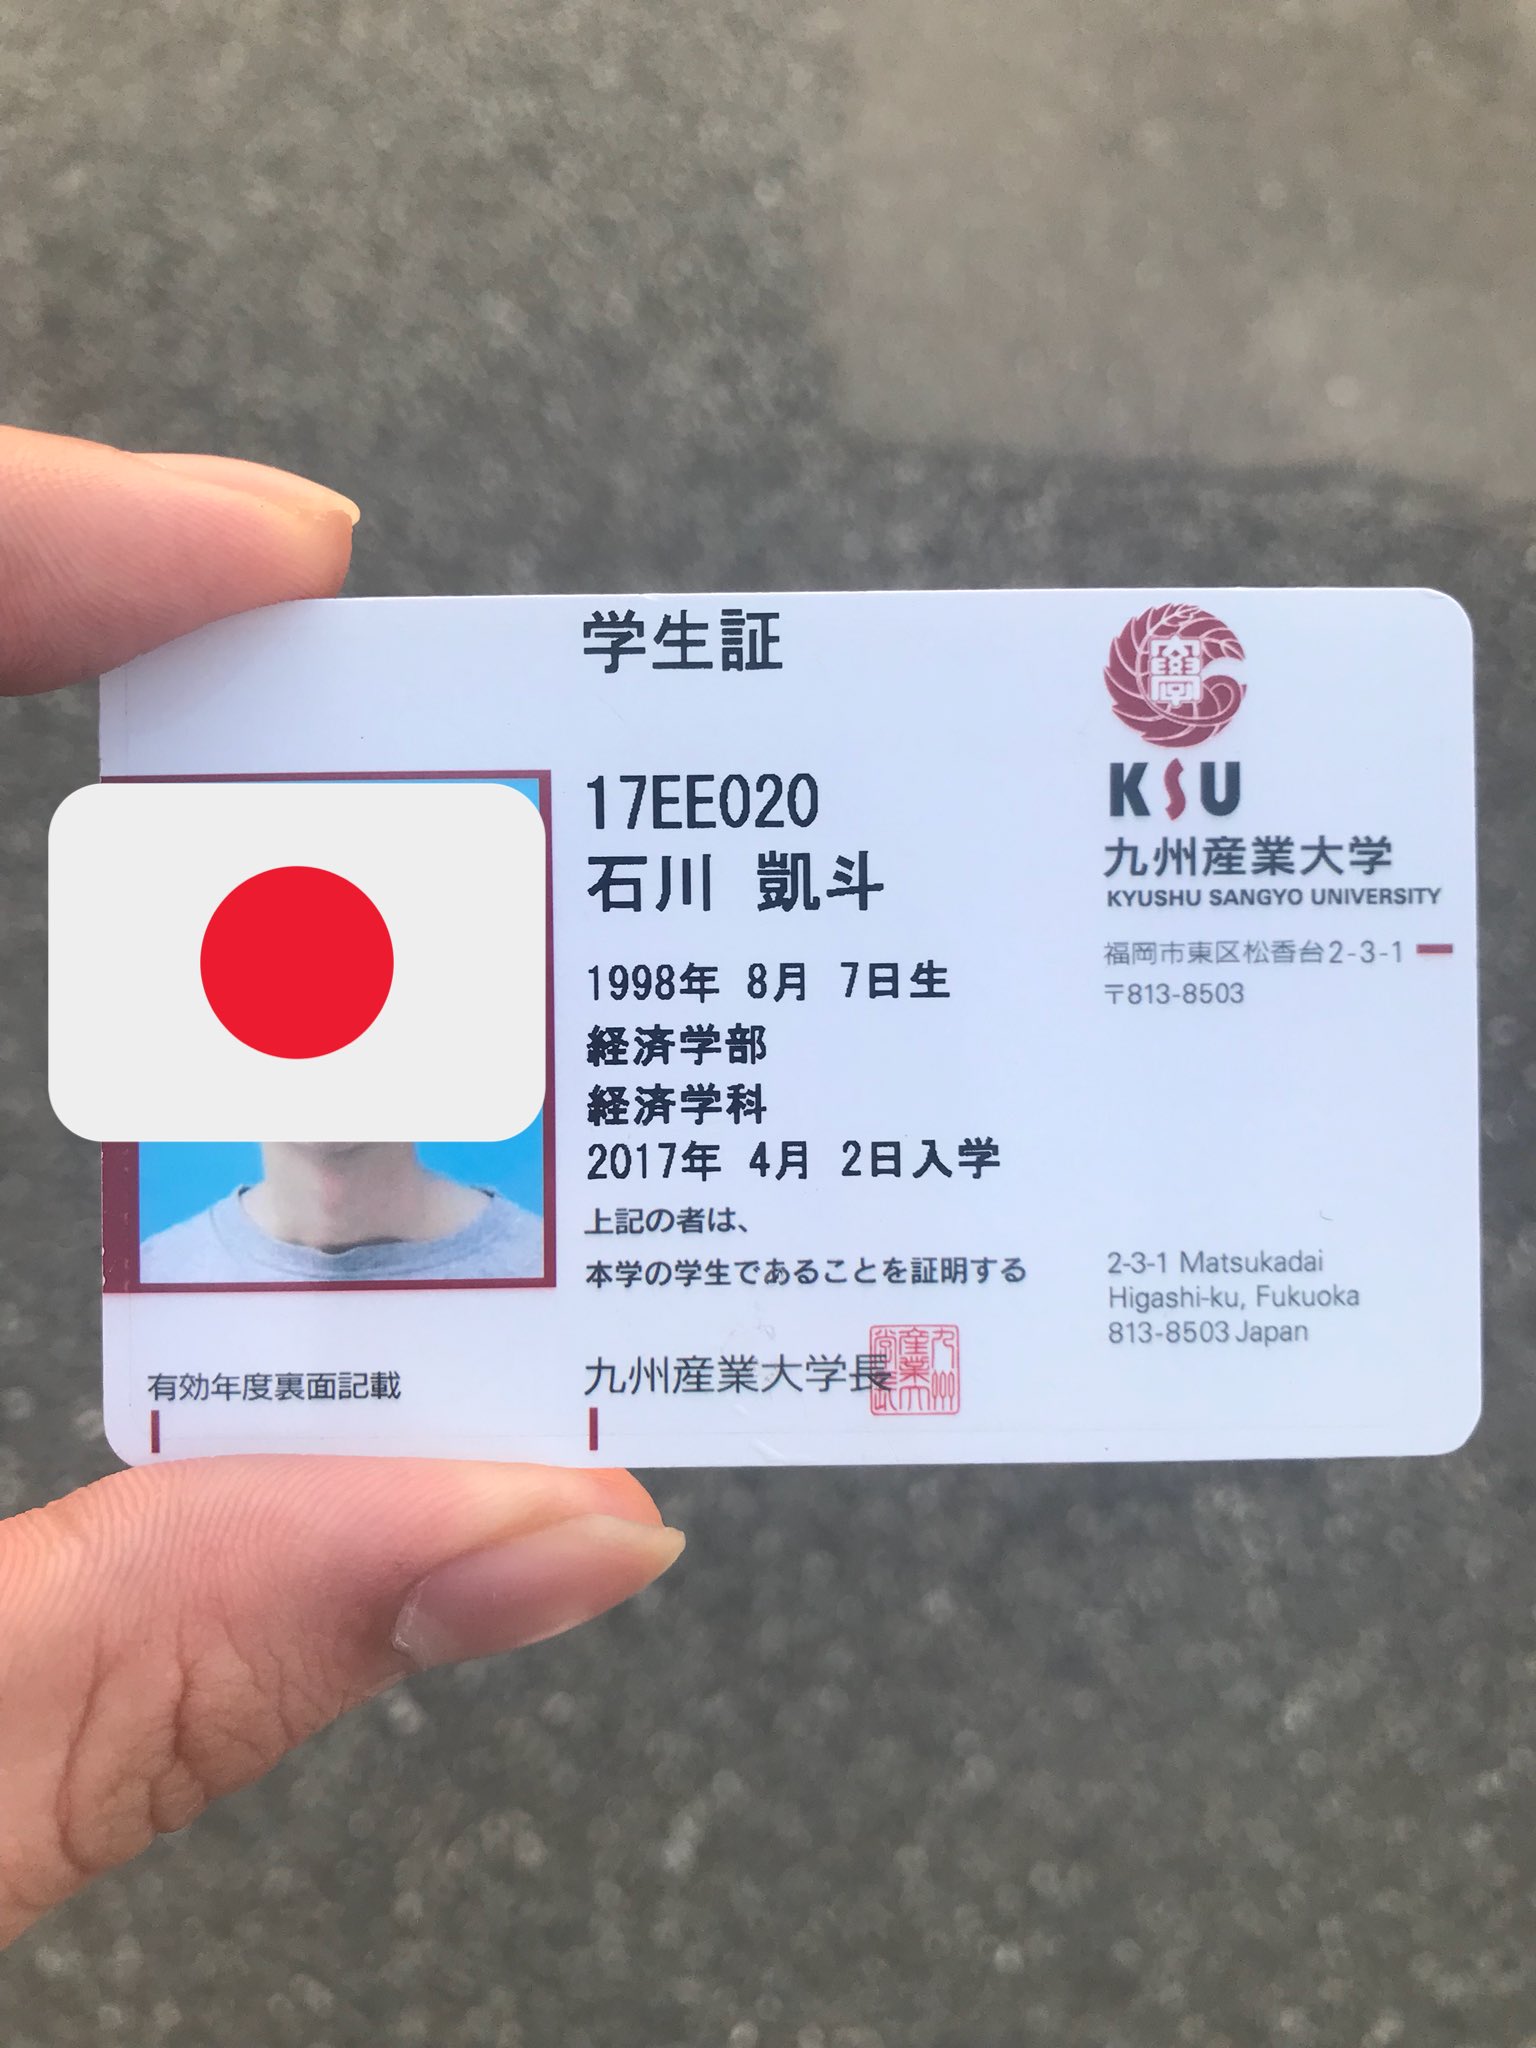 学生証
17EE020
石川 凱斗
1998年 8月 7日生
経済学部
経済学科
2017年 4月 2日入学
上記の者は、
本学の学生であることを証明する
九州産業大学長
有効年度裏面記載
KSU
九州産業大学
KYUSHU SANGYO UNIVERSITY
福岡市東区松香台2-3-1
〒813-8503
2-3-1 Matsukadai
Higashi-ku, Fukuoka
813-8503 Japan